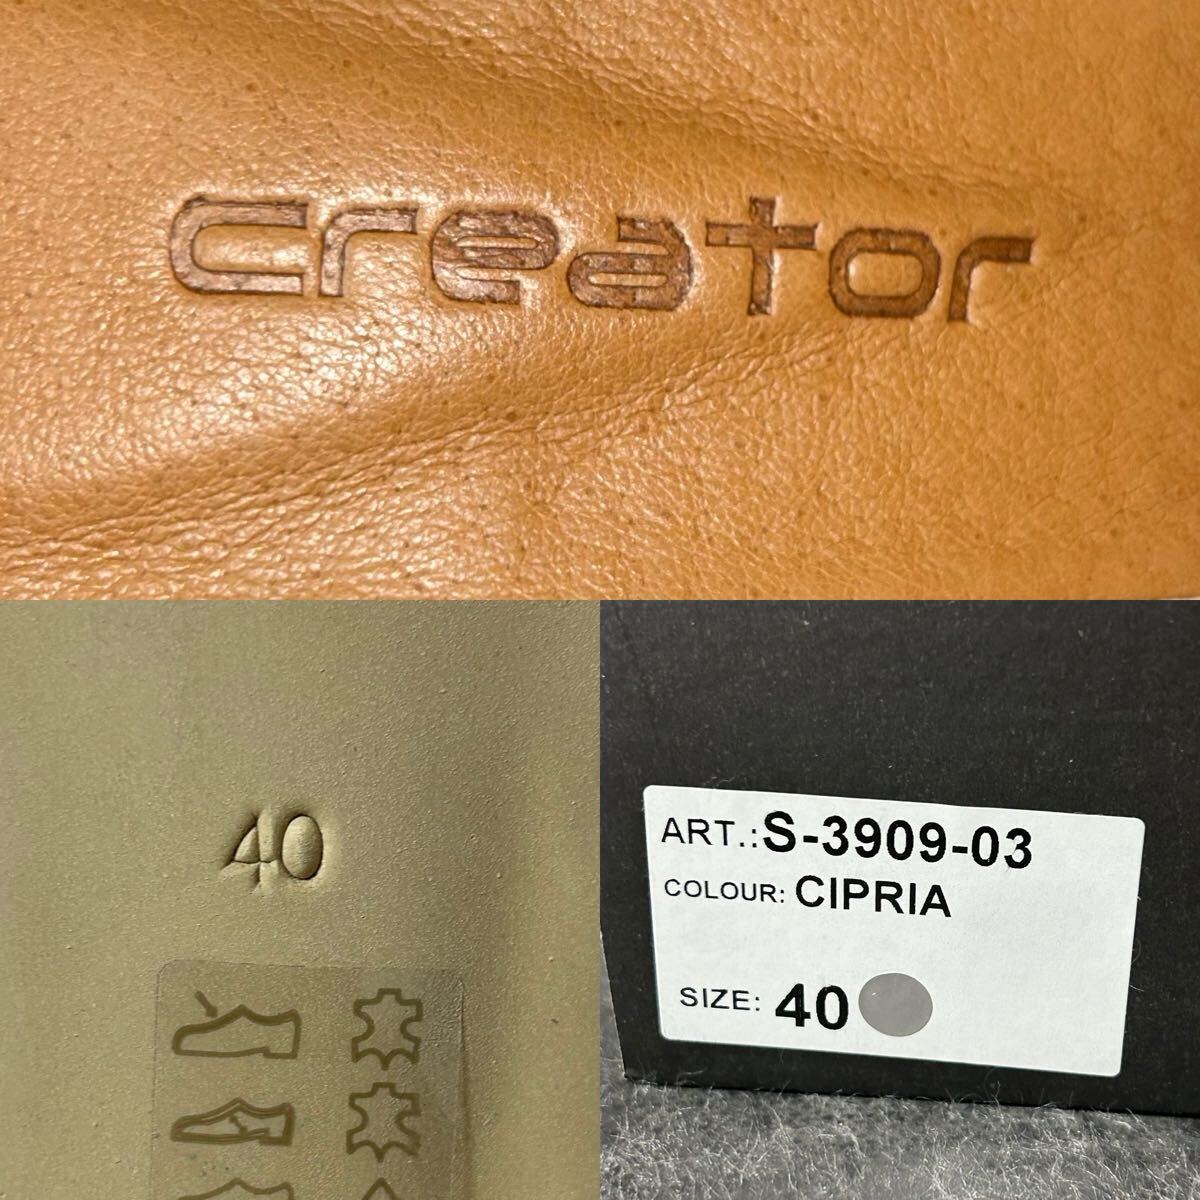 creator
40
ART.: S-3909-03
COLOUR: CIPRIA
SIZE: 40